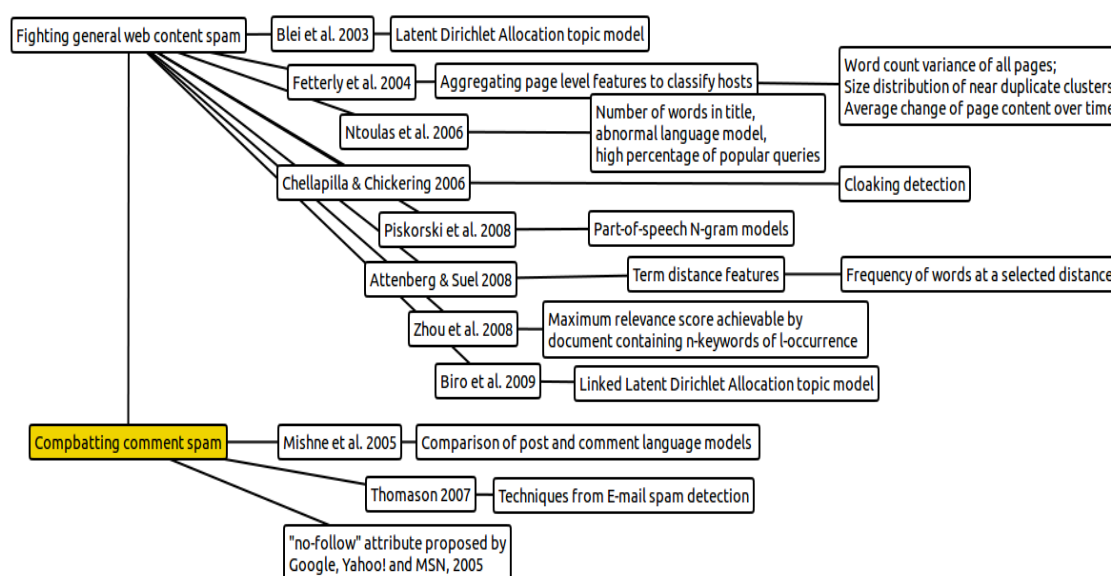 Fighting general web content spam
Blei et al. 2003
Latent Dirichlet Allocation topic model
Fetterly et al. 2004
Aggregating page level features to classify hosts
Word count variance of all pages;
Size distribution of near duplicate clusters
Average change of page content over time
Ntoulas et al. 2006
Number of words in title,
abnormal language model,
high percentage of popular queries
Chellapilla & Chickering 2006
Cloaking detection
Piskorski et al. 2008
Part-of-speech N-gram models
Attenberg & Suel 2008
Term distance features
Frequency of words at a selected distance
Zhou et al. 2008
Maximum relevance score achievable by
document containing n-keywords of l-occurrence
Biro et al. 2009
Linked Latent Dirichlet Allocation topic model
Compbatting comment spam
Mishne et al. 2005
Comparison of post and comment language models
Thomason 2007
Techniques from E-mail spam detection
"no-follow" attribute proposed by
Google, Yahoo! and MSN, 2005